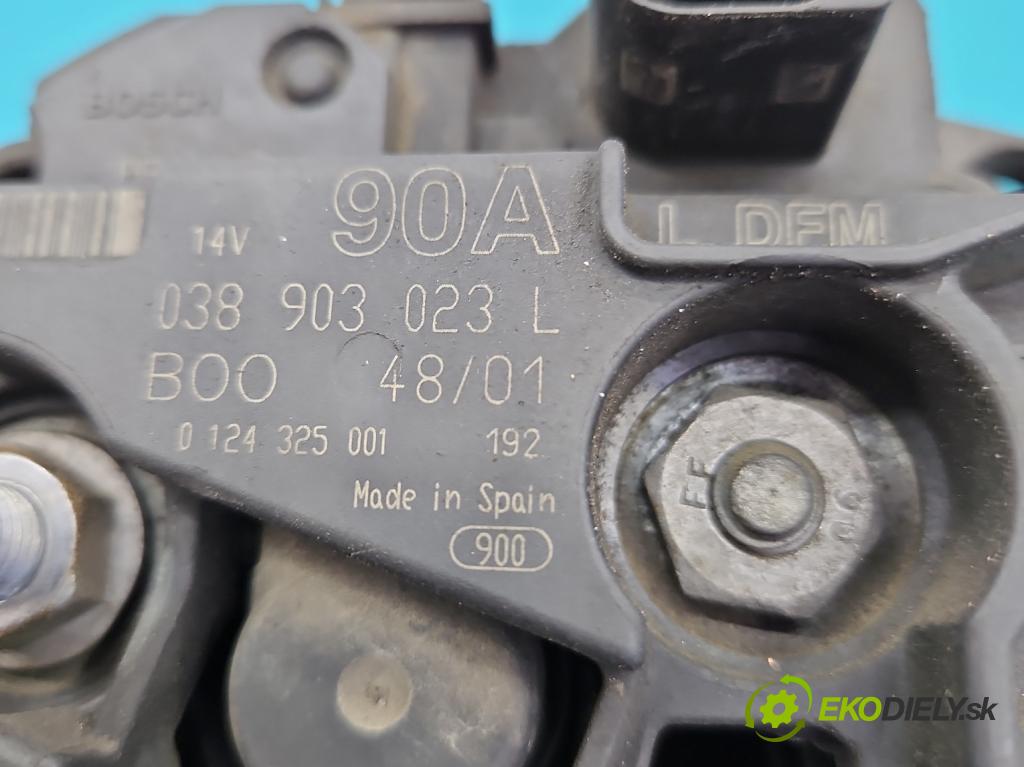 BOSCH
90A
14V
L DFM
038 903 023 L
BOO 48/01
0 124 325 001 192
Made in Spain
900
FF
EKODIELY.sk